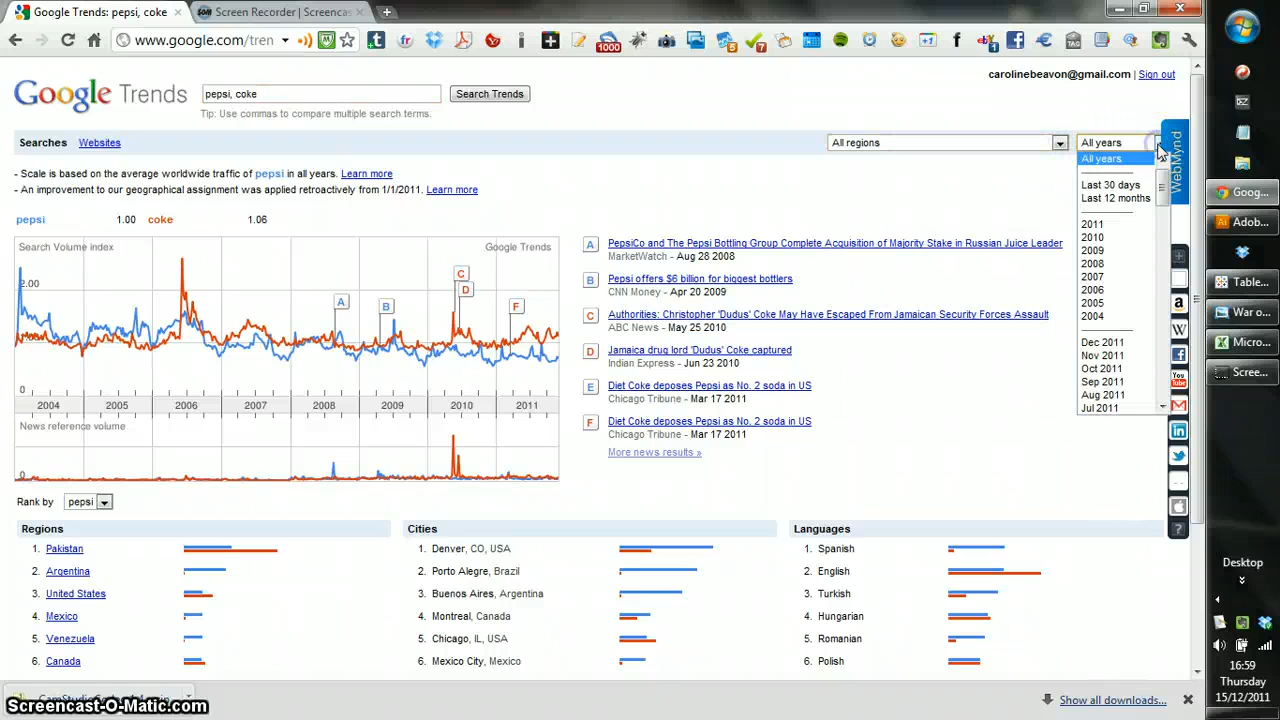 Google Trends: pepsi, coke ×
Screen Recorder | Screencas ×
www.google.com/tren
carolinebeavon@gmail.com | Sign out
Google Trends
pepsi, coke
Search Trends
Tip: Use commas to compare multiple search terms.
Searches Websites
All regions
All years
All years
Last 30 days
Last 12 months
2011
2010
2009
2008
2007
2006
2005
2004
Dec 2011
Nov 2011
Oct 2011
Sep 2011
Aug 2011
Jul 2011
WebMynd
- Scale is based on the average worldwide traffic of pepsi in all years. Learn more
- An improvement to our geographical assignment was applied retroactively from 1/1/2011. Learn more
pepsi 1.00 coke 1.06
Search Volume index Google Trends
2.00
0
A B C D F
2004 2005 2006 2007 2008 2009 2010 2011
News reference volume
0
A PepsiCo and The Pepsi Bottling Group Complete Acquisition of Majority Stake in Russian Juice Leader
MarketWatch - Aug 28 2008
B Pepsi offers $6 billion for biggest bottlers
CNN Money - Apr 20 2009
C Authorities: Christopher 'Dudus' Coke May Have Escaped From Jamaican Security Forces Assault
ABC News - May 25 2010
D Jamaica drug lord 'Dudus' Coke captured
Indian Express - Jun 23 2010
E Diet Coke deposes Pepsi as No. 2 soda in US
Chicago Tribune - Mar 17 2011
F Diet Coke deposes Pepsi as No. 2 soda in US
Chicago Tribune - Mar 17 2011
More news results »
Rank by pepsi
Regions
1. Pakistan
2. Argentina
3. United States
4. Mexico
5. Venezuela
6. Canada
Cities
1. Denver, CO, USA
2. Porto Alegre, Brazil
3. Buenos Aires, Argentina
4. Montreal, Canada
5. Chicago, IL, USA
6. Mexico City, Mexico
Languages
1. Spanish
2. English
3. Turkish
4. Hungarian
5. Romanian
6. Polish
Show all downloads...
Screencast-O-Matic.com
Goog...
Adob...
Table...
War o...
Micro...
Scree...
Desktop
16:59
Thursday
15/12/2011